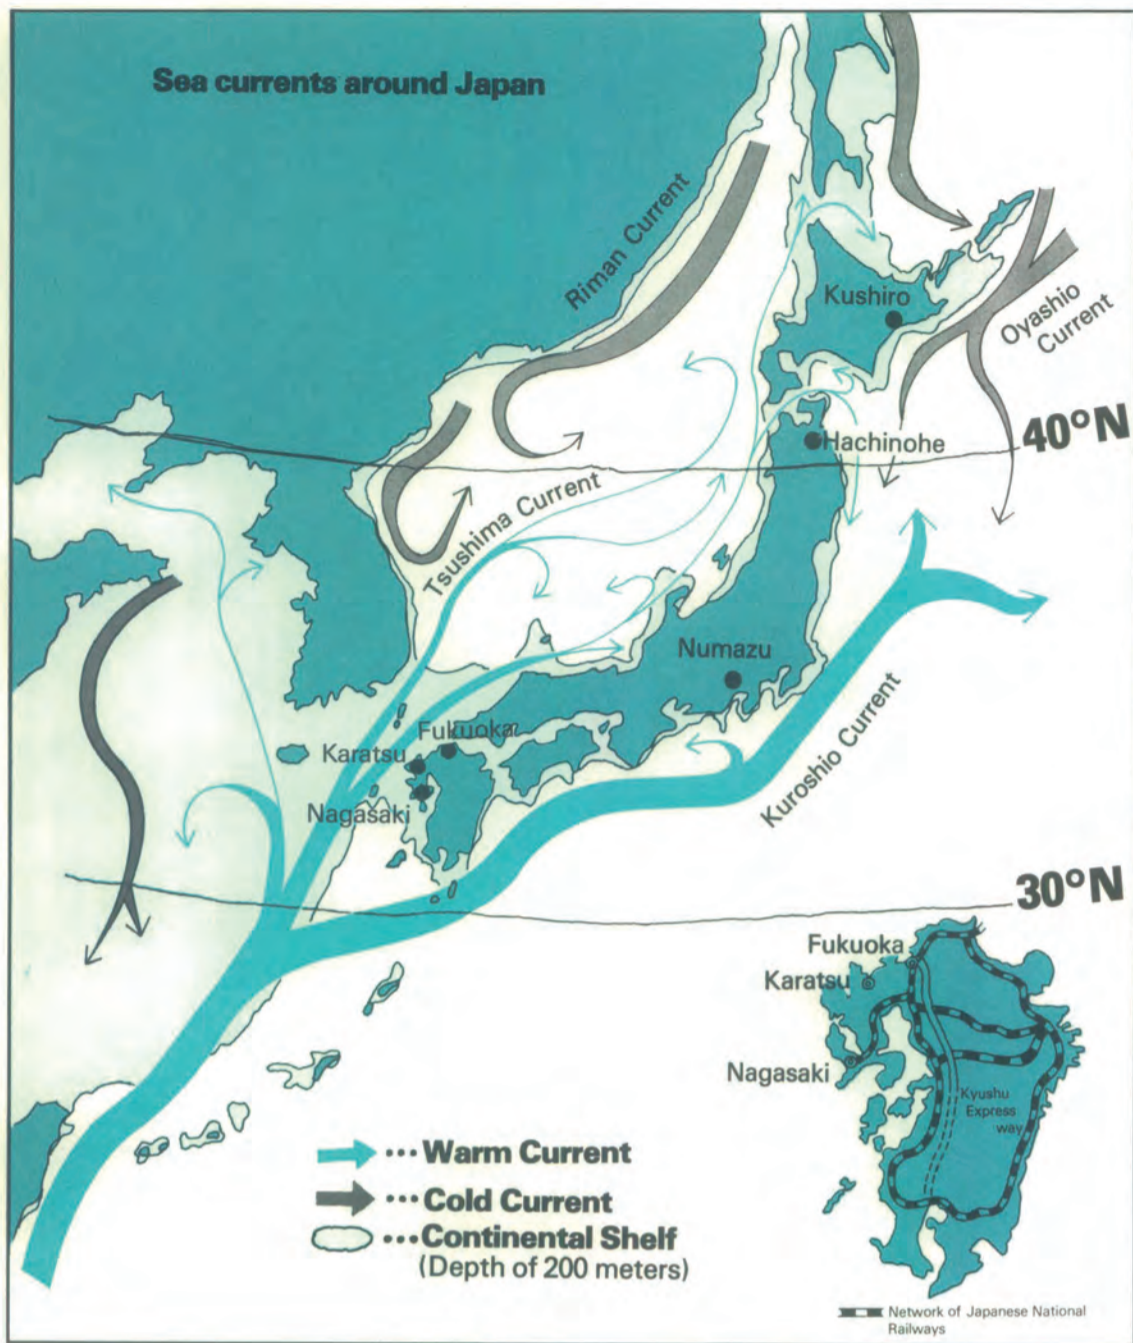 Sea currents around Japan
Riman Current
Kushiro
Oyashio
Current
40°N
Hachinohe
Tsushima Current
Numazu
Kuroshio Current
Fukuoka
Karatsu
Nagasaki
30°N
Fukuoka
Karatsu
Nagasaki
Kyushu
Express
way
...Warm Current
...Cold Current
...Continental Shelf
(Depth of 200 meters)
Network of Japanese National
Railways